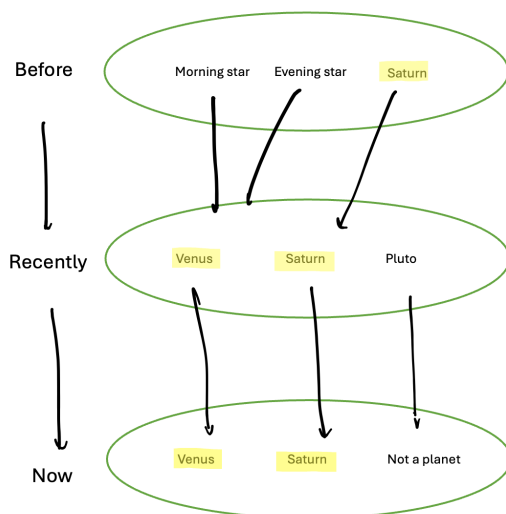 Before
Morning star Evening star Saturn
Recently
Venus Saturn Pluto
Venus Saturn Not a planet
Now